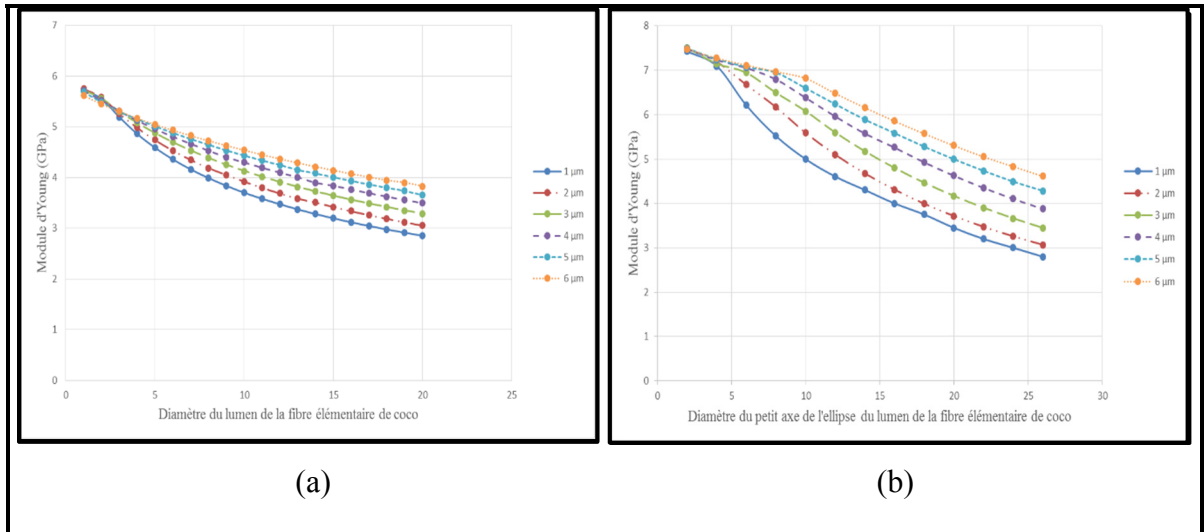 7
6
5
4
3
2
1
0
Module d'Young (GPa)
0 5 10 15 20 25
Diamètre du lumen de la fibre élémentaire de coco
1 µm
2 µm
3 µm
4 µm
5 µm
6 µm
(a)
8
7
6
5
4
3
2
1
0
Module d'Young (GPa)
0 5 10 15 20 25 30
Diamètre du petit axe de l'ellipse du lumen de la fibre élémentaire de coco
1 µm
2 µm
3 µm
4 µm
5 µm
6 µm
(b)